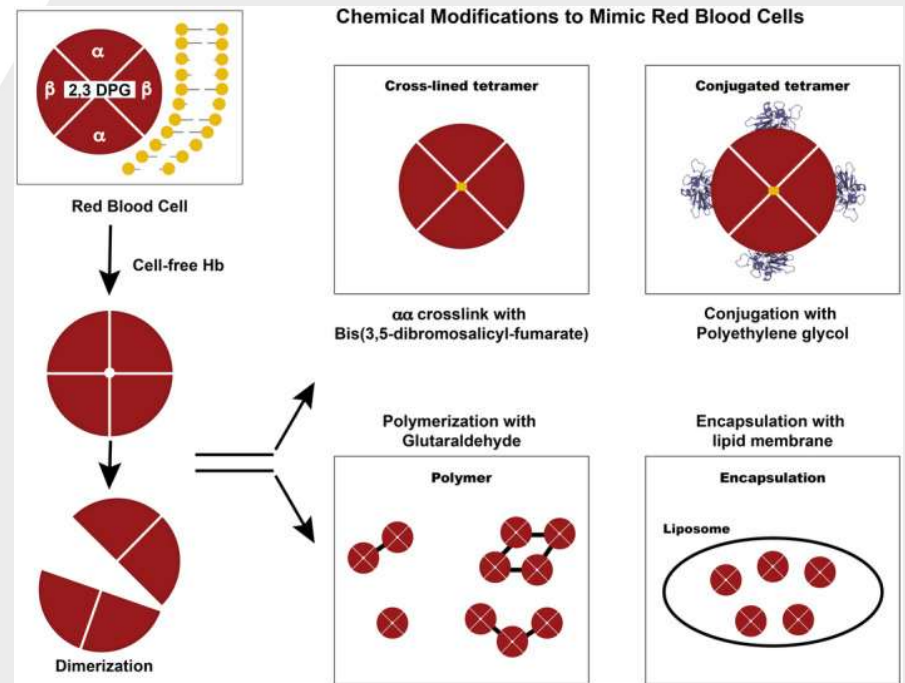 Chemical Modifications to Mimic Red Blood Cells
α
β 2,3 DPG β
α
Red Blood Cell
Cell-free Hb
Dimerization
Cross-lined tetramer
αα crosslink with
Bis(3,5-dibromosalicyl-fumarate)
Conjugated tetramer
Conjugation with
Polyethylene glycol
Polymerization with
Glutaraldehyde
Polymer
Encapsulation with
lipid membrane
Encapsulation
Liposome